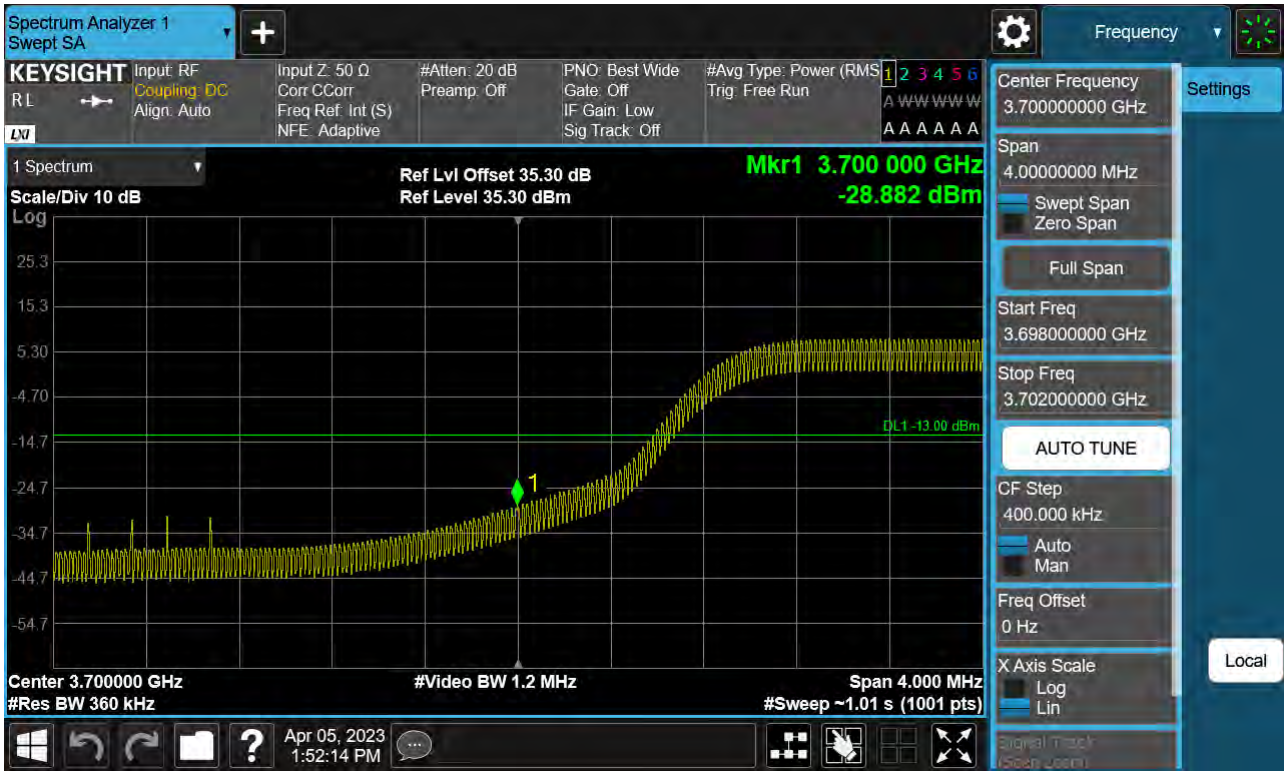 Spectrum Analyzer 1
Swept SA
+
Frequency
KEYSIGHT
RL
LXI
Input: RF
Coupling: DC
Align: Auto
Input Z: 50 Ω
Corr CCorr
Freq Ref: Int (S)
NFE: Adaptive
#Atten: 20 dB
Preamp: Off
PNO: Best Wide
Gate: Off
IF Gain: Low
Sig Track: Off
#Avg Type: Power (RMS
Trig: Free Run
1 2 3 4 5 6
A W W W W W
A A A A A A
1 Spectrum
Scale/Div 10 dB
Log
Ref Lvl Offset 35.30 dB
Ref Level 35.30 dBm
Mkr1 3.700 000 GHz
-28.882 dBm
25.3
15.3
5.30
-4.70
-14.7
-24.7
-34.7
-44.7
-54.7
DL1 -13.00 dBm
1
Center 3.700000 GHz
#Res BW 360 kHz
#Video BW 1.2 MHz
Span 4.000 MHz
#Sweep ~1.01 s (1001 pts)
Center Frequency
3.700000000 GHz
Span
4.00000000 MHz
Swept Span
Zero Span
Full Span
Start Freq
3.698000000 GHz
Stop Freq
3.702000000 GHz
AUTO TUNE
CF Step
400.000 kHz
Auto
Man
Freq Offset
0 Hz
X Axis Scale
Log
Lin
Signal Track
(Span Zoom)
Settings
Local
?
Apr 05, 2023
1:52:14 PM